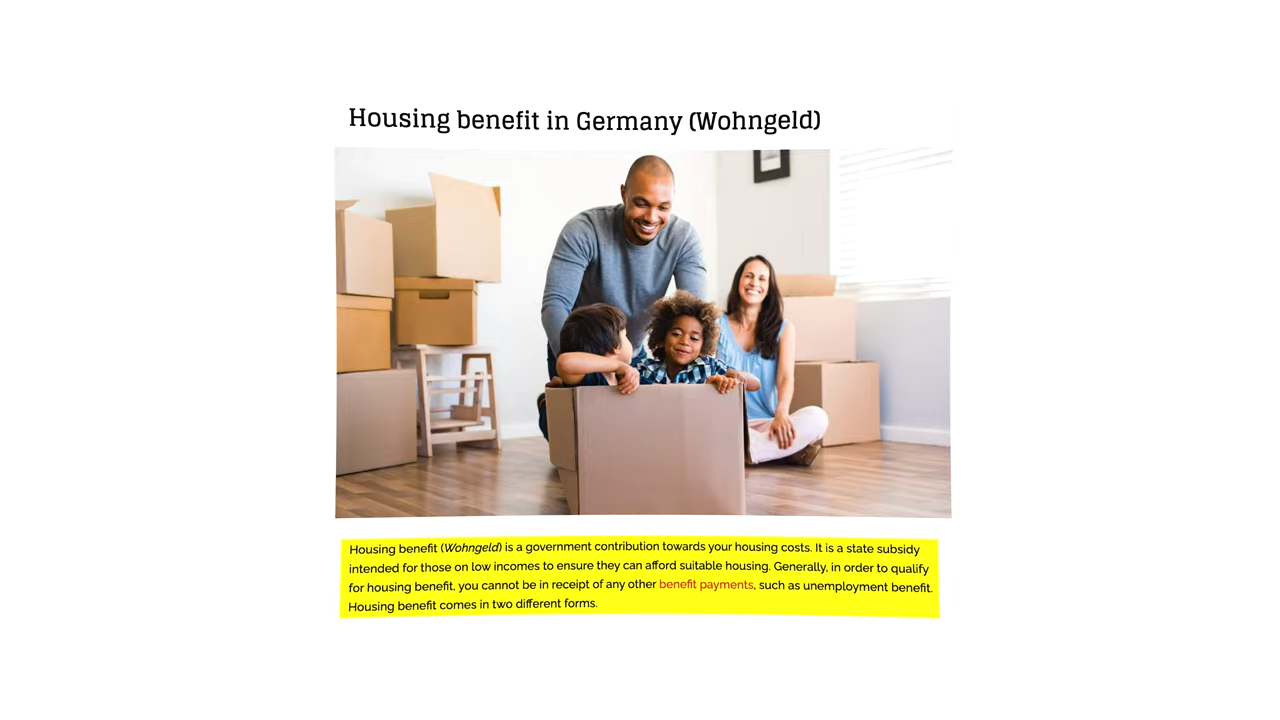 Housing benefit in Germany (Wohngeld)
Housing benefit (Wohngeld) is a government contribution towards your housing costs. It is a state subsidy
intended for those on low incomes to ensure they can afford suitable housing. Generally, in order to qualify
for housing benefit, you cannot be in receipt of any other benefit payments, such as unemployment benefit.
Housing benefit comes in two different forms.